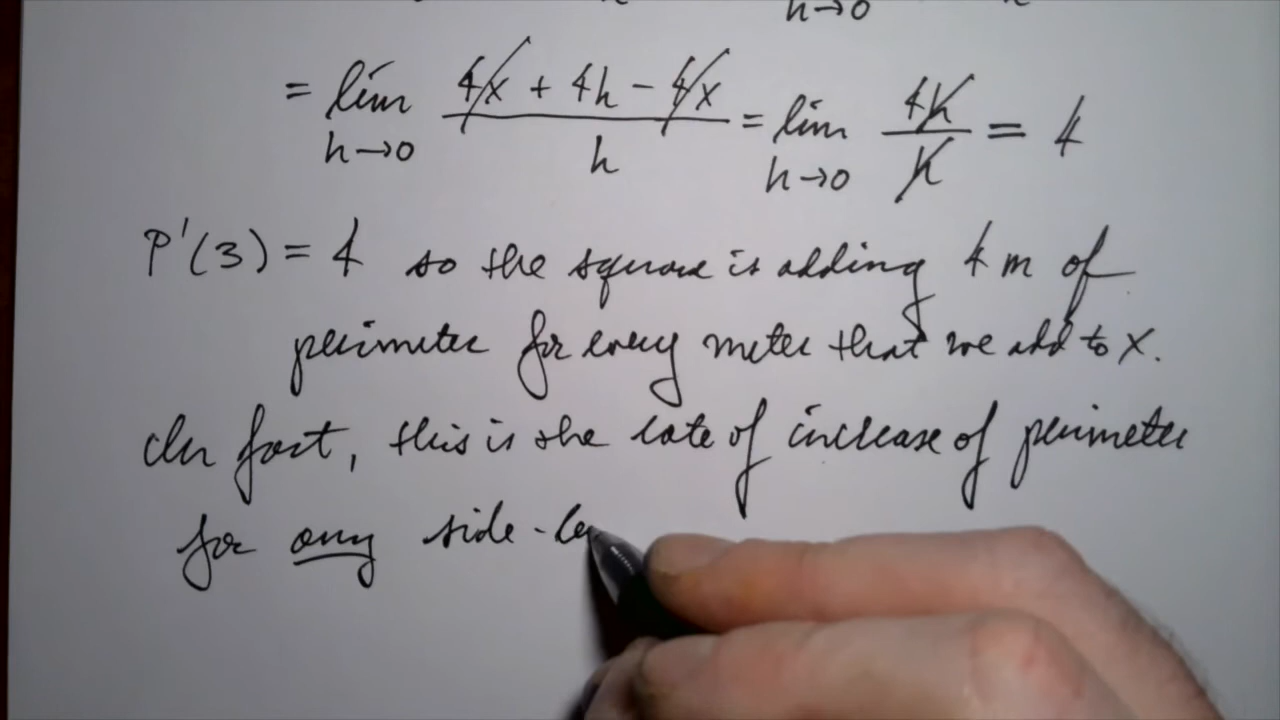 h→0
= lim 4x + 4h - 4x / h = lim 4h / h = 4
h→0 h→0
P'(3) = 4 so the square is adding 4 m of
perimeter for every meter that we add to x.
In fact, this is the rate of increase of perimeter
for any side-le